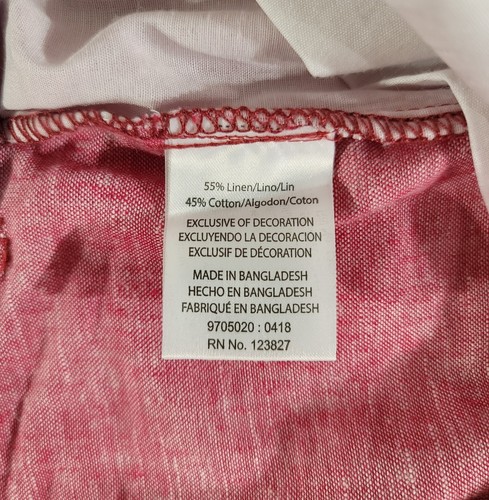 55% Linen/Lino/Lin
45% Cotton/Algodon/Coton
EXCLUSIVE OF DECORATION
EXCLUYENDO LA DECORACION
EXCLUSIF DE DÉCORATION
MADE IN BANGLADESH
HECHO EN BANGLADESH
FABRIQUÉ EN BANGLADESH
9705020 : 0418
RN No. 123827